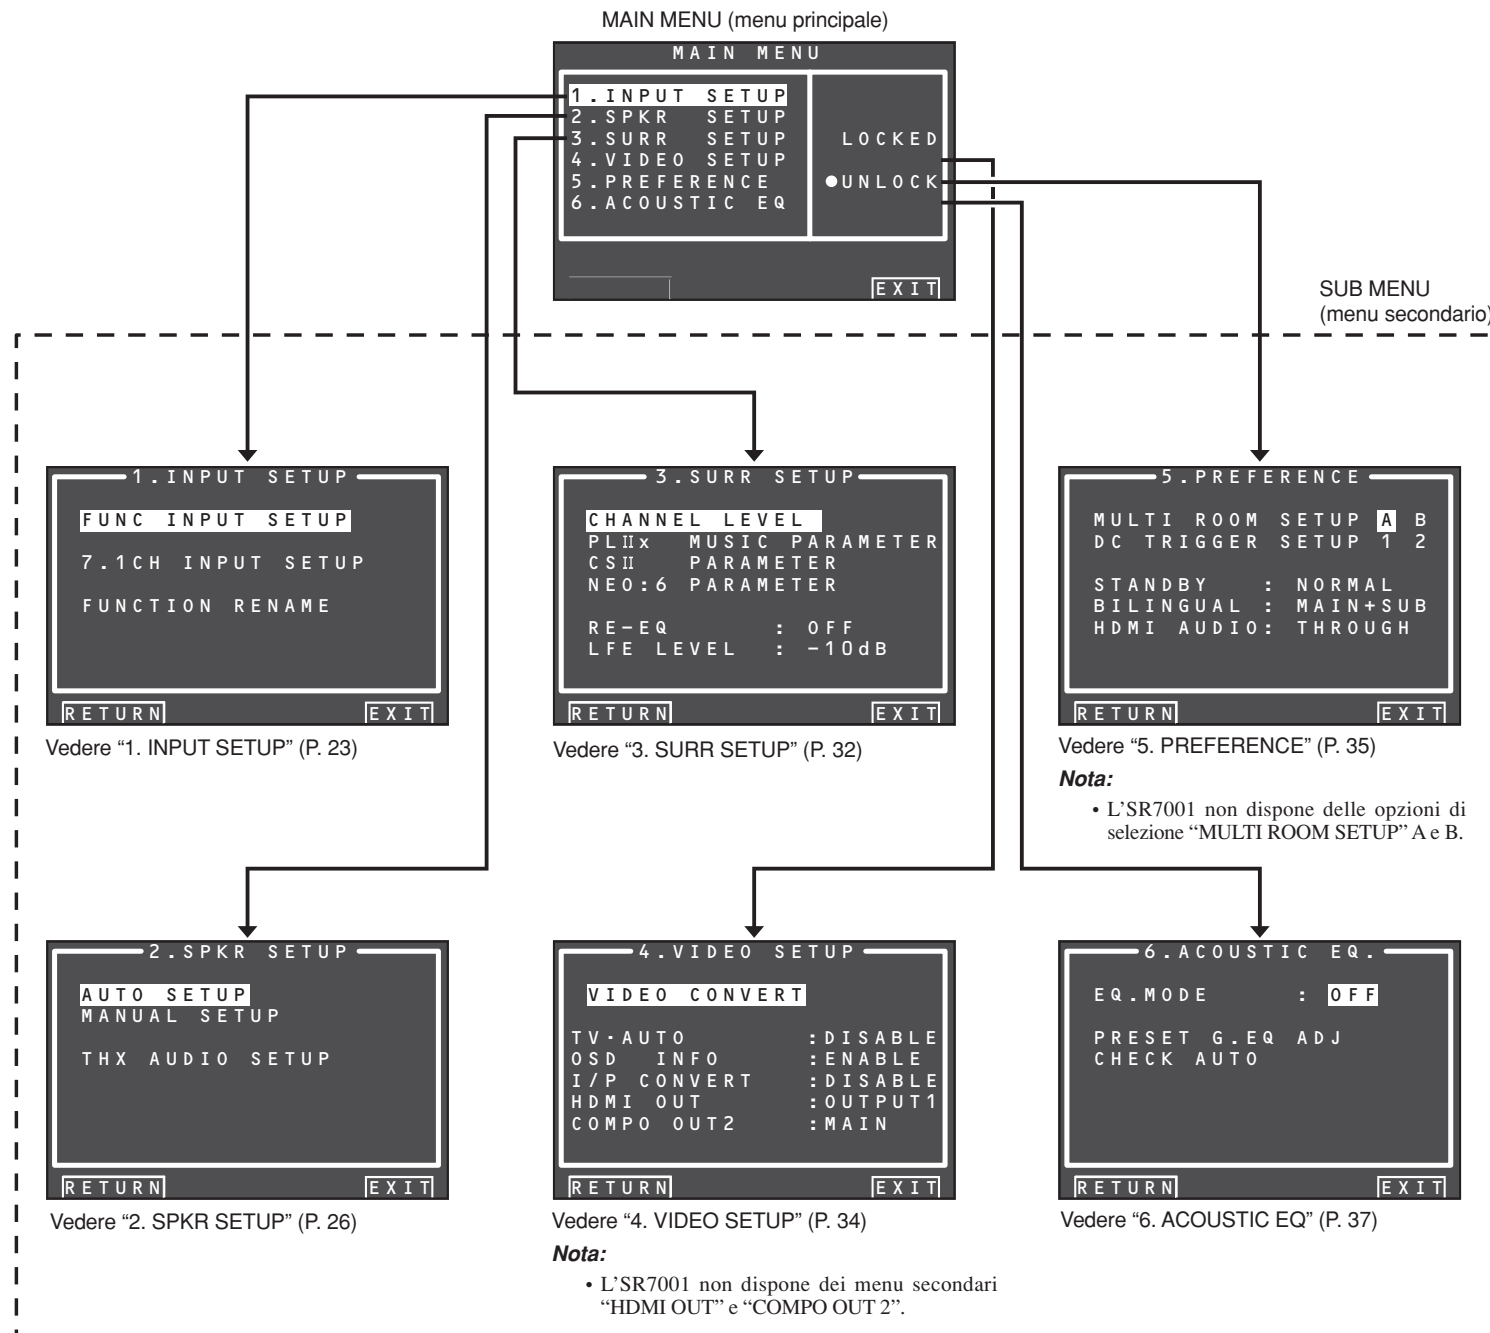 MAIN MENU (menu principale)
MAIN MENU
1.INPUT SETUP
2.SPKR SETUP
3.SURR SETUP
4.VIDEO SETUP
5.PREFERENCE
6.ACOUSTIC EQ
LOCKED
●UNLOCK
EXIT
SUB MENU
(menu secondario)
1.INPUT SETUP
FUNC INPUT SETUP
7.1CH INPUT SETUP
FUNCTION RENAME
RETURN EXIT
Vedere “1. INPUT SETUP” (P. 23)
3.SURR SETUP
CHANNEL LEVEL
PLIIx MUSIC PARAMETER
CSII PARAMETER
NEO:6 PARAMETER
RE-EQ : OFF
LFE LEVEL : -10dB
RETURN EXIT
Vedere “3. SURR SETUP” (P. 32)
5.PREFERENCE
MULTI ROOM SETUP A B
DC TRIGGER SETUP 1 2
STANDBY : NORMAL
BILINGUAL : MAIN+SUB
HDMI AUDIO: THROUGH
RETURN EXIT
Vedere “5. PREFERENCE” (P. 35)
Nota:
• L’SR7001 non dispone delle opzioni di
selezione “MULTI ROOM SETUP” A e B.
2.SPKR SETUP
AUTO SETUP
MANUAL SETUP
THX AUDIO SETUP
RETURN EXIT
Vedere “2. SPKR SETUP” (P. 26)
4.VIDEO SETUP
VIDEO CONVERT
TV·AUTO :DISABLE
OSD INFO :ENABLE
I/P CONVERT :DISABLE
HDMI OUT :OUTPUT1
COMPO OUT2 :MAIN
RETURN EXIT
Vedere “4. VIDEO SETUP” (P. 34)
Nota:
• L’SR7001 non dispone dei menu secondari
“HDMI OUT” e “COMPO OUT 2”.
6.ACOUSTIC EQ.
EQ.MODE : OFF
PRESET G.EQ ADJ
CHECK AUTO
RETURN EXIT
Vedere “6. ACOUSTIC EQ” (P. 37)